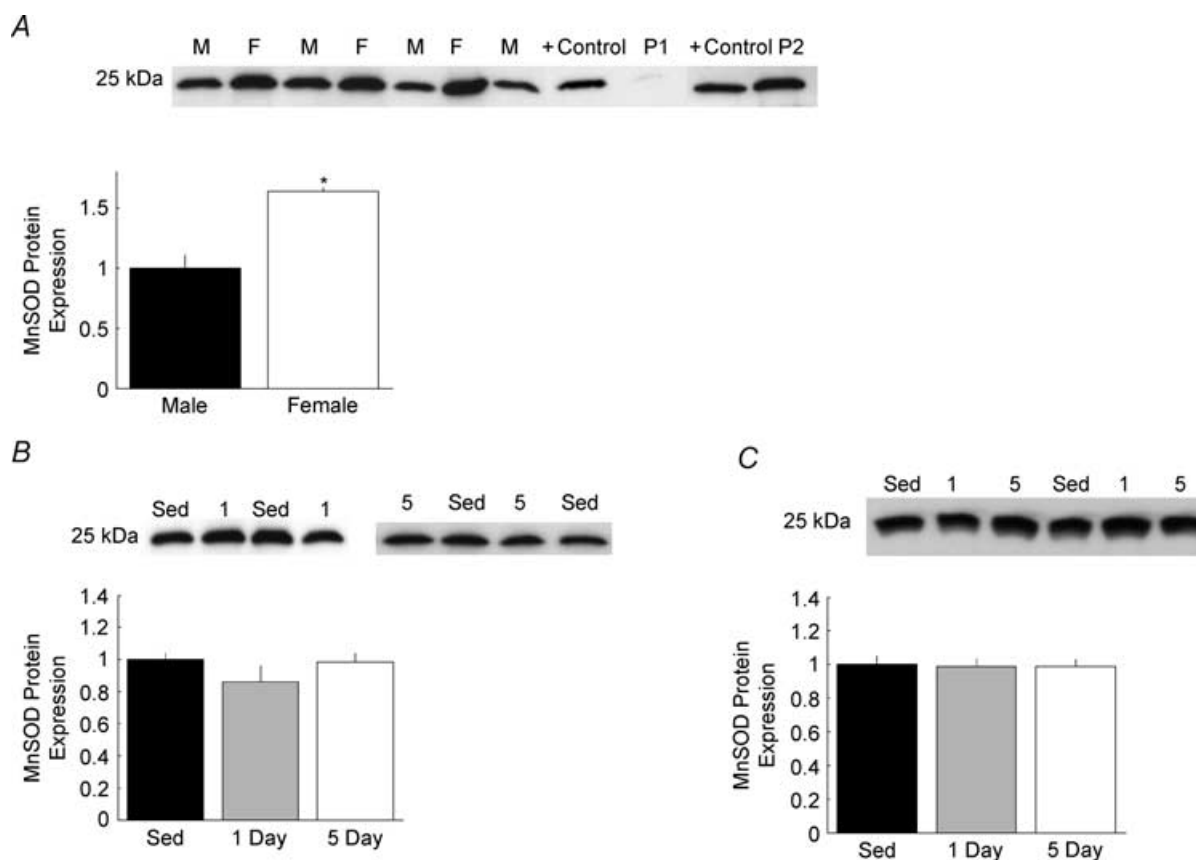 A
M F M F M F M + Control P1 + Control P2
25 kDa
MnSOD Protein
Expression
1.5
1
0.5
0
*
Male Female
B
Sed 1 Sed 1 5 Sed 5 Sed
25 kDa
MnSOD Protein
Expression
1.4
1.2
1
0.8
0.6
0.4
0.2
0
Sed 1 Day 5 Day
C
Sed 1 5 Sed 1 5
25 kDa
MnSOD Protein
Expression
1.4
1.2
1
0.8
0.6
0.4
0.2
0
Sed 1 Day 5 Day